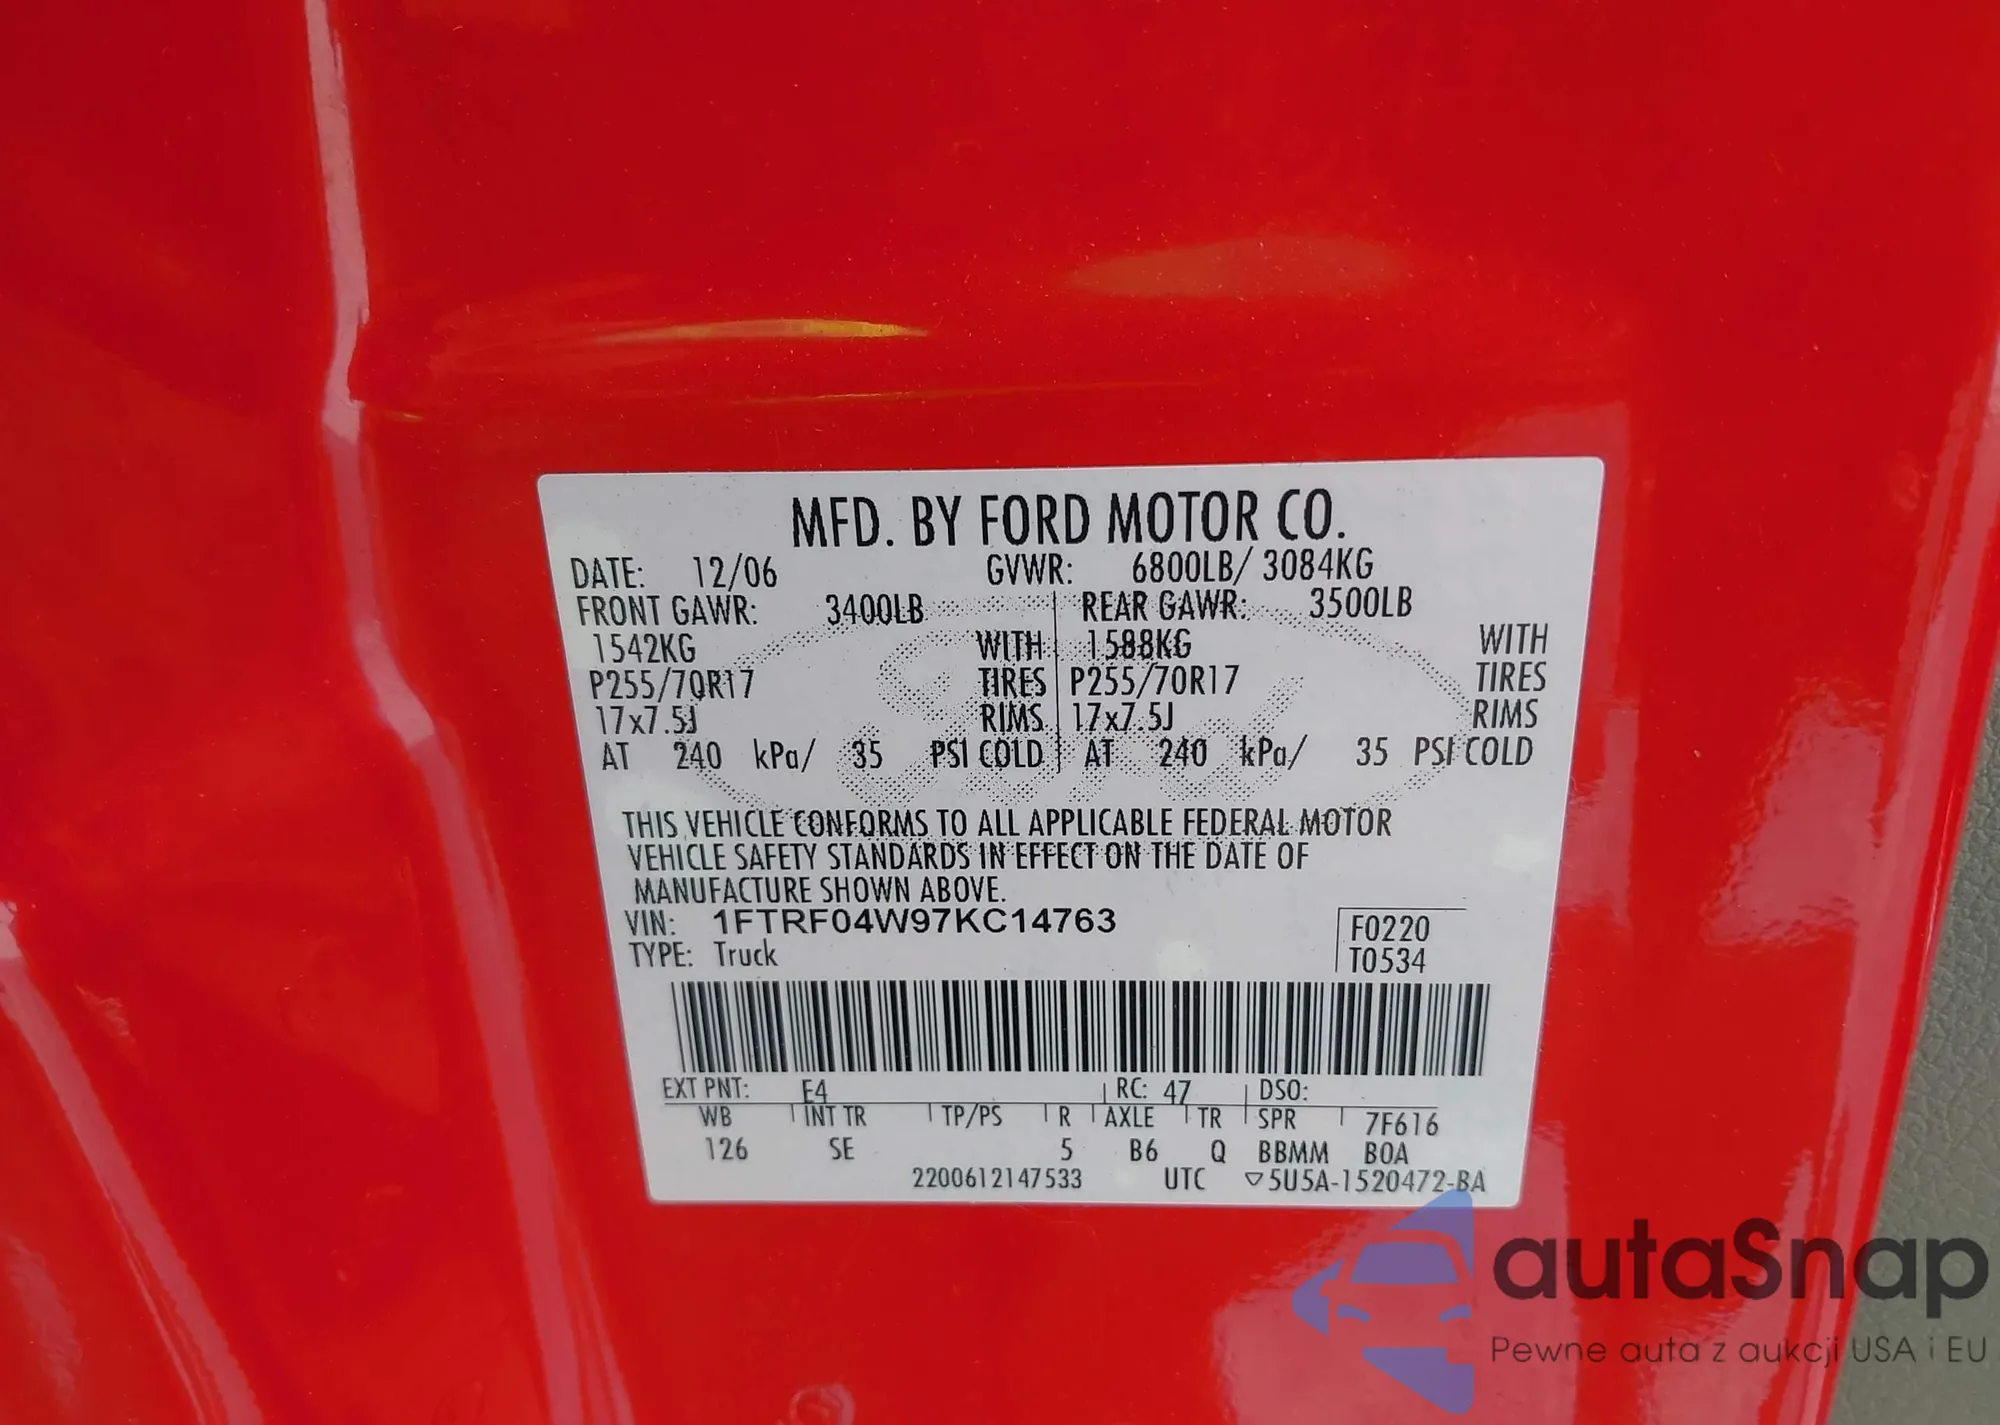 MFD. BY FORD MOTOR CO.
DATE: 12/06 GVWR: 6800LB/ 3084KG
FRONT GAWR: 3400LB REAR GAWR: 3500LB
1542KG WITH 1588KG WITH
P255/70R17 TIRES P255/70R17 TIRES
17x7.5J RIMS 17x7.5J RIMS
AT 240 kPa/ 35 PSI COLD AT 240 kPa/ 35 PSI COLD
THIS VEHICLE CONFORMS TO ALL APPLICABLE FEDERAL MOTOR
VEHICLE SAFETY STANDARDS IN EFFECT ON THE DATE OF
MANUFACTURE SHOWN ABOVE.
VIN: 1FTRF04W97KC14763 F0220
TYPE: Truck T0534
EXT PNT: E4 RC: 47 DSO:
WB INT TR TP/PS R AXLE TR SPR 7F616
126 SE 5 B6 Q BBMM BOA
2200612147533 UTC ▽5U5A-1520472-BA
Ford
autaSnap
Pewne auta z aukcji USA i EU